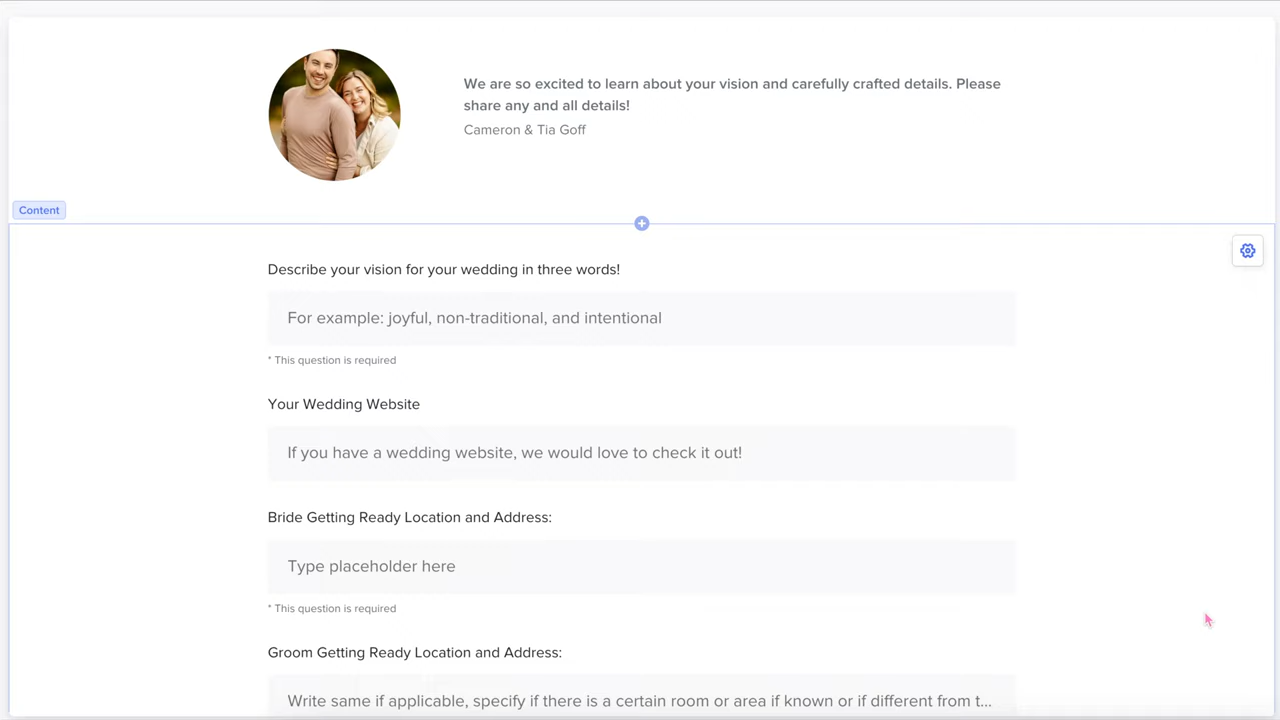 We are so excited to learn about your vision and carefully crafted details. Please
share any and all details!
Cameron & Tia Goff
Content
Describe your vision for your wedding in three words!
For example: joyful, non-traditional, and intentional
* This question is required
Your Wedding Website
If you have a wedding website, we would love to check it out!
Bride Getting Ready Location and Address:
Type placeholder here
* This question is required
Groom Getting Ready Location and Address:
Write same if applicable, specify if there is a certain room or area if known or if different from t...